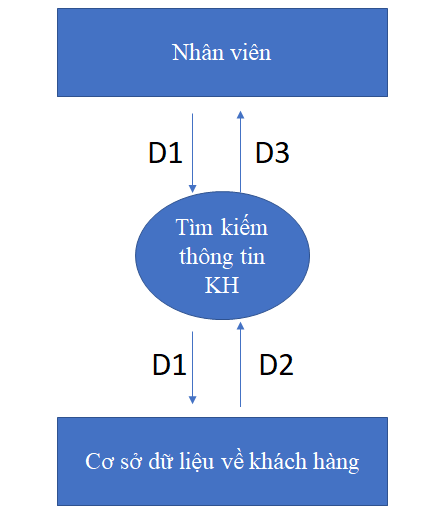 Nhân viên
D1
D3
Tìm kiếm
thông tin
KH
D1
D2
Cơ sở dữ liệu về khách hàng